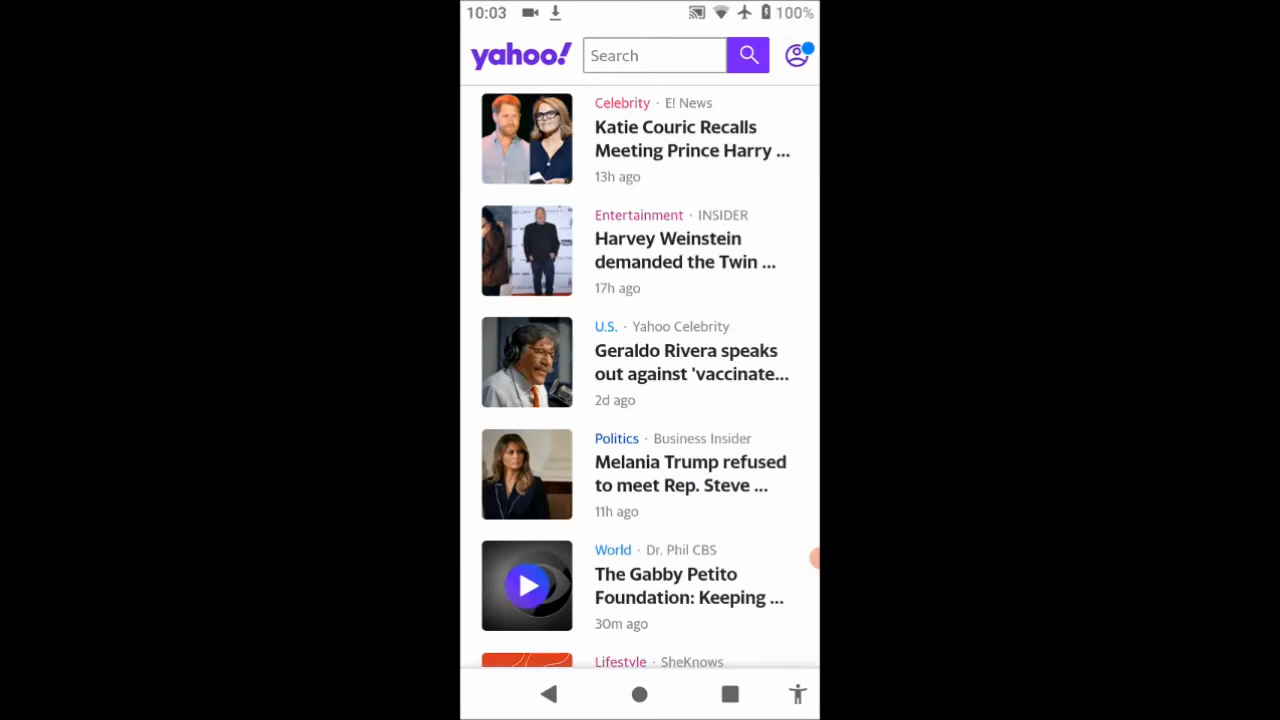 10:03
100%
yahoo!
Search
Celebrity · E! News
Katie Couric Recalls
Meeting Prince Harry ...
13h ago
Entertainment · INSIDER
Harvey Weinstein
demanded the Twin ...
17h ago
U.S. · Yahoo Celebrity
Geraldo Rivera speaks
out against 'vaccinate...
2d ago
Politics · Business Insider
Melania Trump refused
to meet Rep. Steve ...
11h ago
World · Dr. Phil CBS
The Gabby Petito
Foundation: Keeping ...
30m ago
Lifestyle · SheKnows